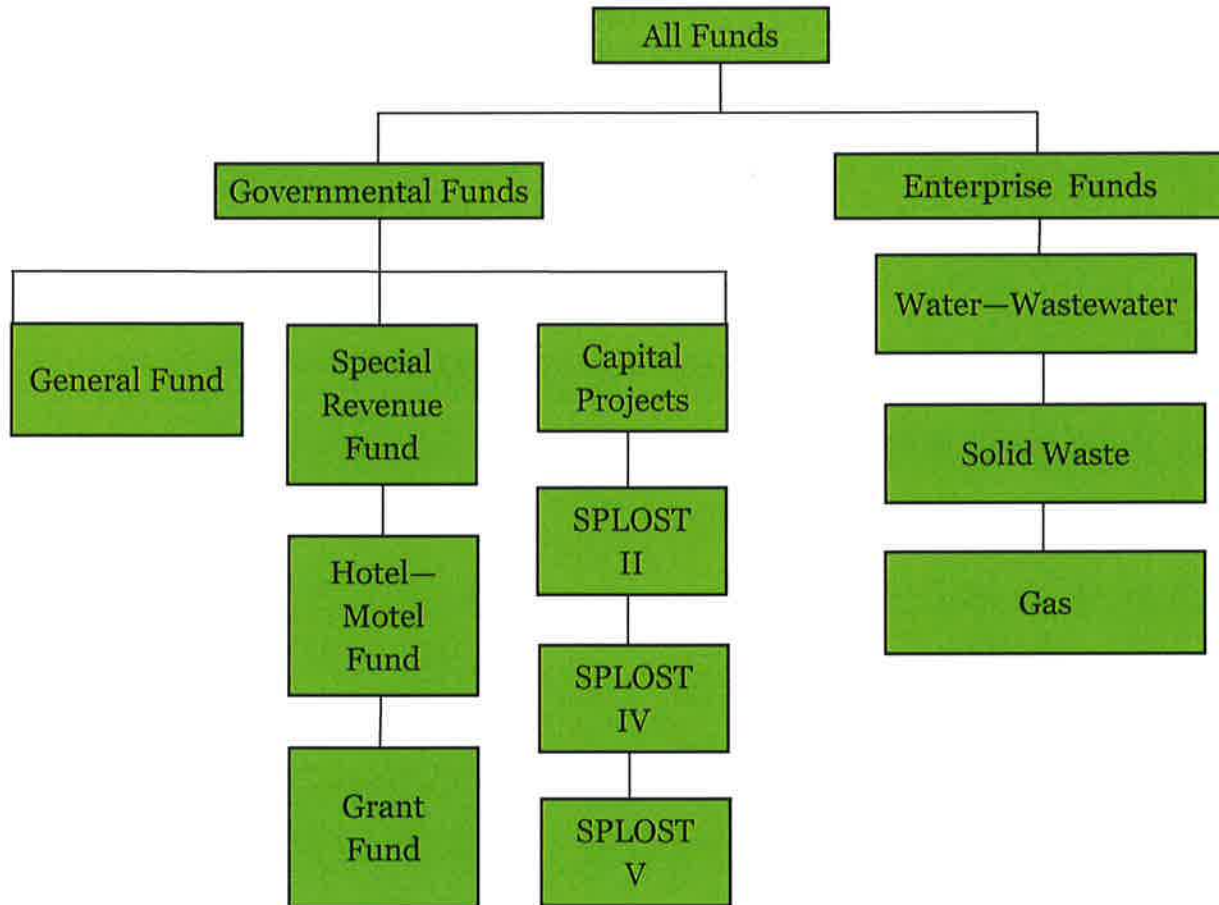 All Funds
Governmental Funds
Enterprise Funds
General Fund
Special
Revenue
Fund
Capital
Projects
Water—Wastewater
Solid Waste
SPLOST
II
Hotel—
Motel
Fund
Gas
SPLOST
IV
Grant
Fund
SPLOST
V